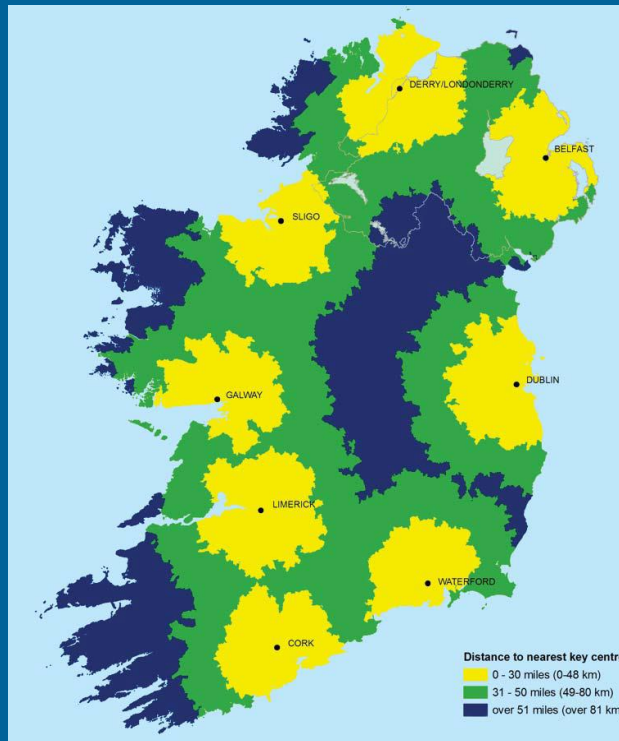 DERRY/LONDONDERRY
BELFAST
SLIGO
GALWAY
DUBLIN
LIMERICK
WATERFORD
CORK
Distance to nearest key centr
0 - 30 miles (0-48 km)
31 - 50 miles (49-80 km)
over 51 miles (over 81 km